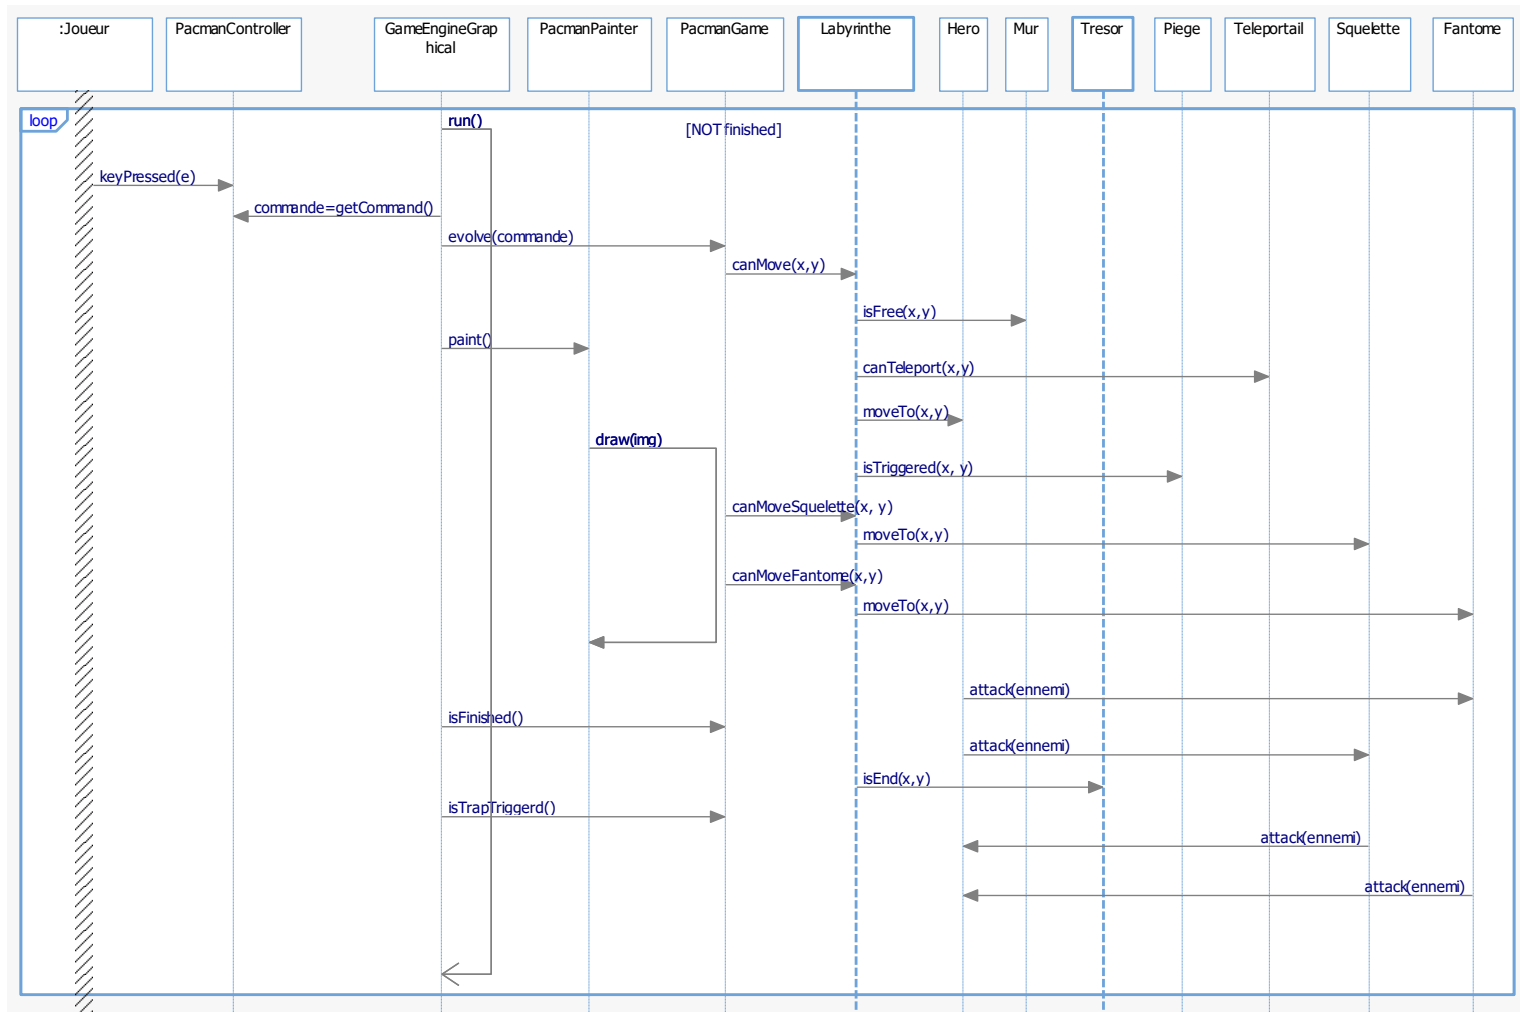 :Joueur
PacmanController
GameEngineGrap
hical
PacmanPainter
PacmanGame
Labyrinthe
Hero
Mur
Tresor
Piege
Teleportail
Squelette
Fantome
loop
run()
[NOT finished]
keyPressed(e)
commande=getCommand()
evolve(commande)
canMove(x,y)
isFree(x,y)
paint()
canTeleport(x,y)
moveTo(x,y)
draw(img)
isTriggered(x, y)
canMoveSquelette(x, y)
moveTo(x,y)
canMoveFantome(x,y)
moveTo(x,y)
attack(ennemi)
isFinished()
attack(ennemi)
isEnd(x,y)
isTrapTriggerd()
attack(ennemi)
attack(ennemi)